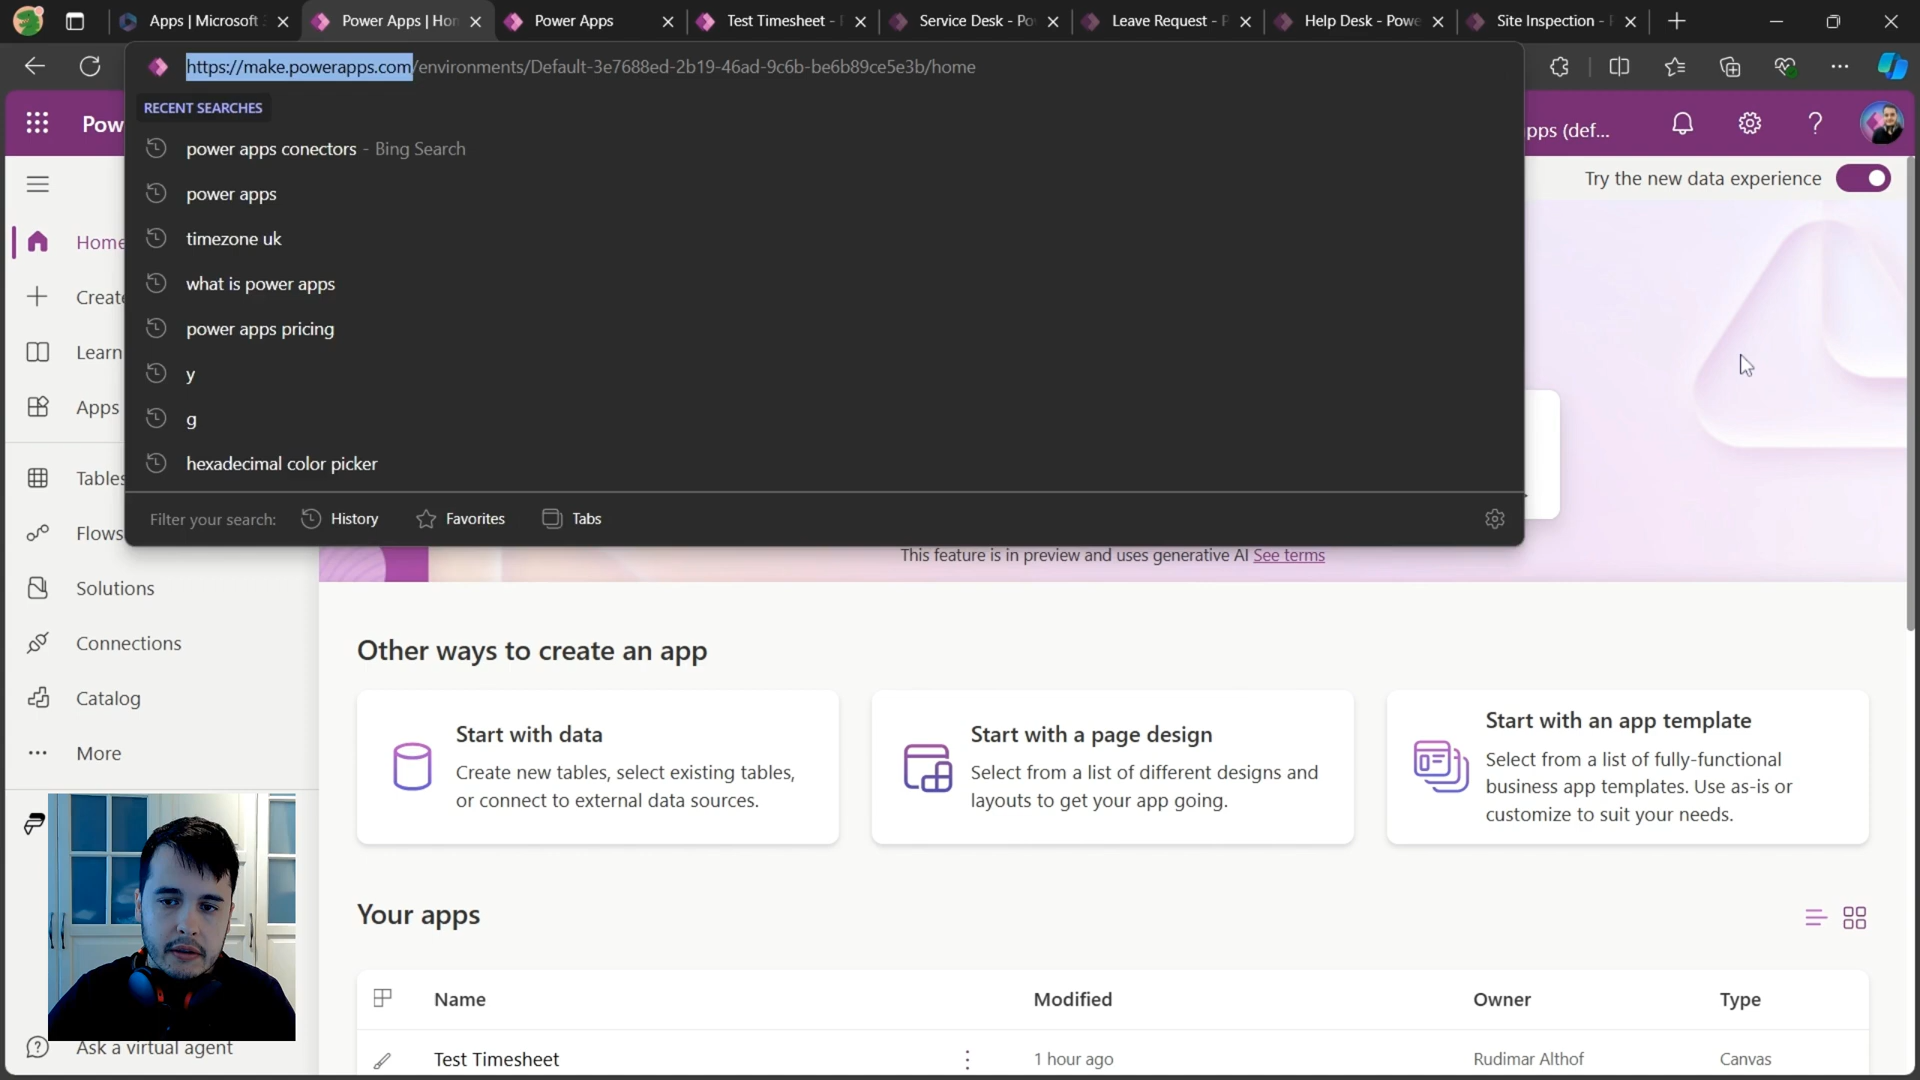 Apps | Microsoft
Power Apps | Hon
Power Apps
Test Timesheet -
Service Desk - Po
Leave Request - P
Help Desk - Powe
Site Inspection -
https://make.powerapps.com/environments/Default-3e7688ed-2b19-46ad-9c6b-be6b89ce5e3b/home
RECENT SEARCHES
power apps conectors - Bing Search
power apps
timezone uk
what is power apps
power apps pricing
y
g
hexadecimal color picker
Filter your search: History Favorites Tabs
Pow
pps (def...
Try the new data experience
Home
Create
Learn
Apps
Tables
Flows
Solutions
Connections
Catalog
More
Ask a virtual agent
This feature is in preview and uses generative AI See terms
Other ways to create an app
Start with data
Create new tables, select existing tables,
or connect to external data sources.
Start with a page design
Select from a list of different designs and
layouts to get your app going.
Start with an app template
Select from a list of fully-functional
business app templates. Use as-is or
customize to suit your needs.
Your apps
Name Modified Owner Type
Test Timesheet 1 hour ago Rudimar Althof Canvas